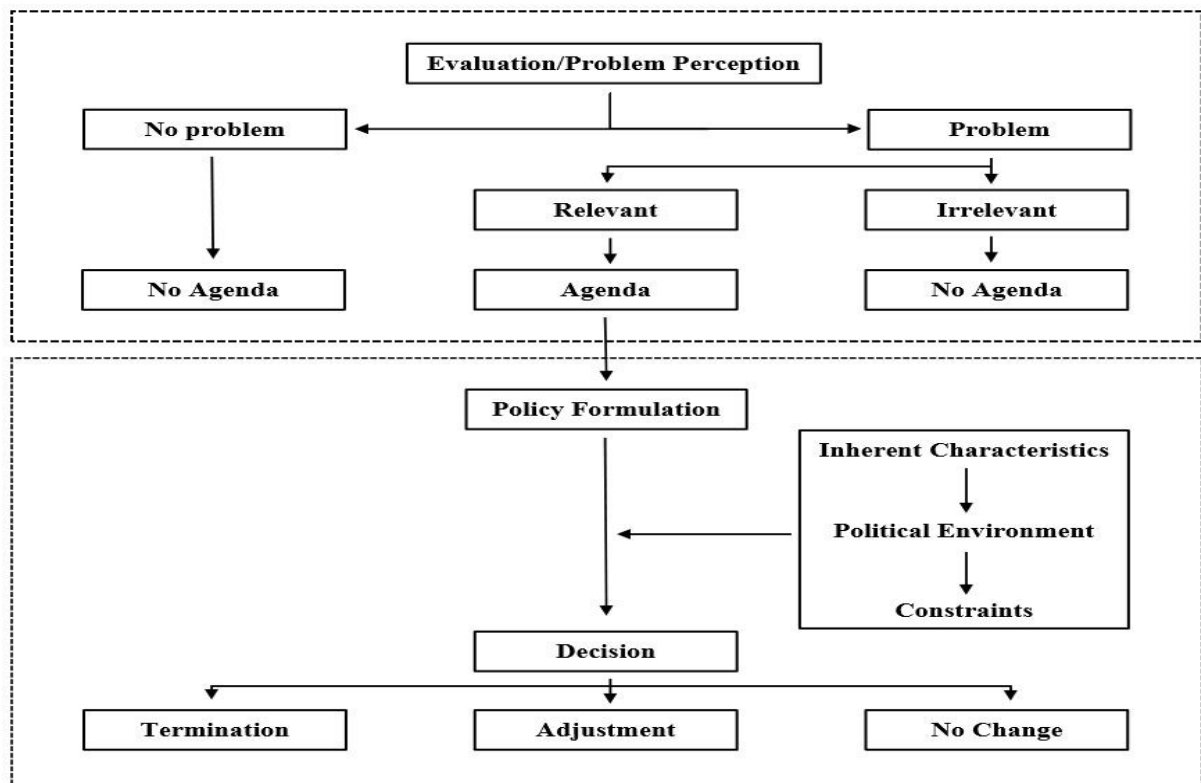 Evaluation/Problem Perception
No problem
Problem
Relevant
Irrelevant
No Agenda
Agenda
No Agenda
Policy Formulation
Inherent Characteristics
Political Environment
Constraints
Decision
Termination
Adjustment
No Change